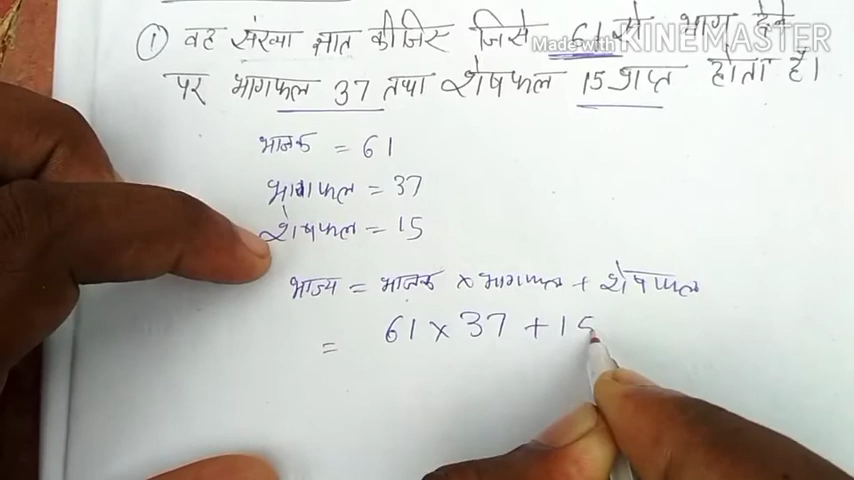 ① वह संख्या ज्ञात कीजिए जिसे 61 से भाग देने
पर भागफल 37 तथा शेषफल 15 प्राप्त होता है।
Made with KINEMASTER
भाजक = 61
भागफल = 37
शेषफल = 15
भाज्य = भाजक × भागफल + शेषफल
= 61 × 37 + 15